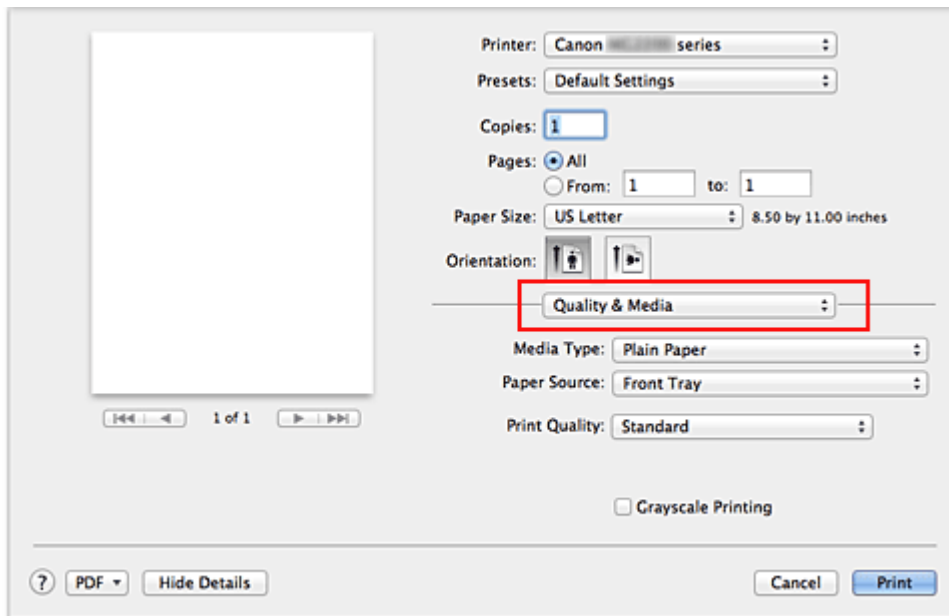 Printer: Canon series
Presets: Default Settings
Copies: 1
Pages: All
From: 1 to: 1
Paper Size: US Letter 8.50 by 11.00 inches
Orientation:
Quality & Media
Media Type: Plain Paper
Paper Source: Front Tray
1 of 1
Print Quality: Standard
Grayscale Printing
? PDF Hide Details Cancel Print